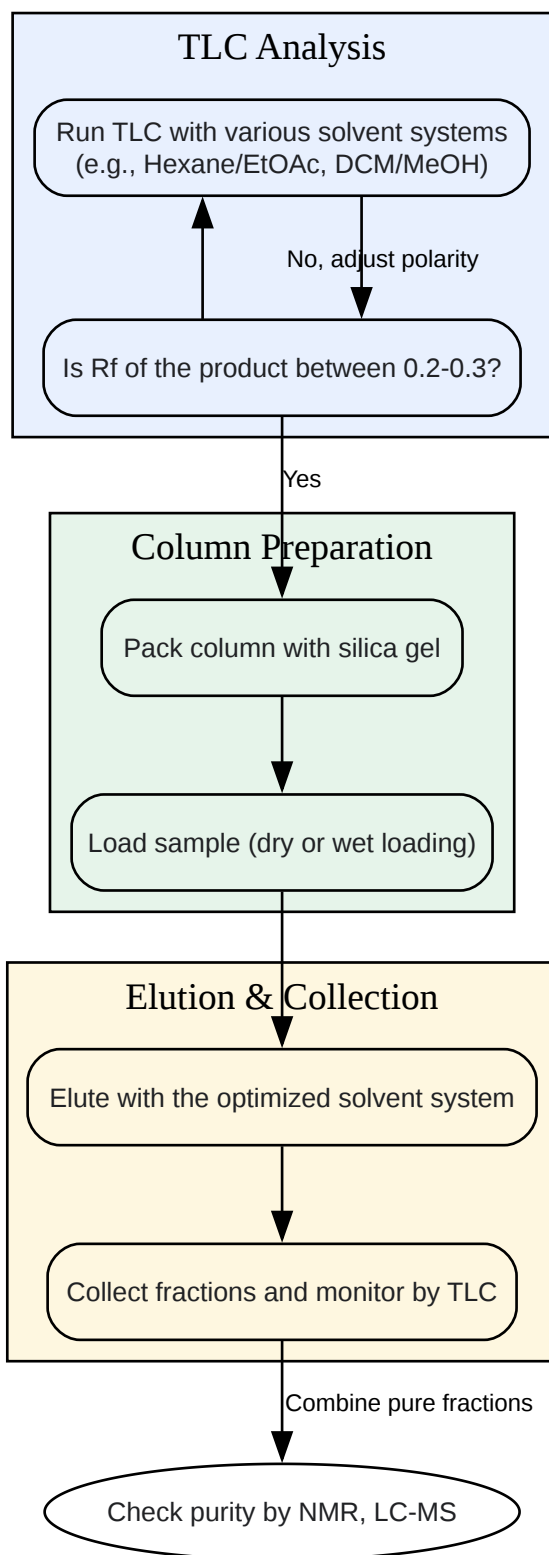 TLC Analysis
Run TLC with various solvent systems
(e.g., Hexane/EtOAc, DCM/MeOH)
No, adjust polarity
Is Rf of the product between 0.2-0.3?
Yes
Column Preparation
Pack column with silica gel
Load sample (dry or wet loading)
Elution & Collection
Elute with the optimized solvent system
Collect fractions and monitor by TLC
Combine pure fractions
Check purity by NMR, LC-MS